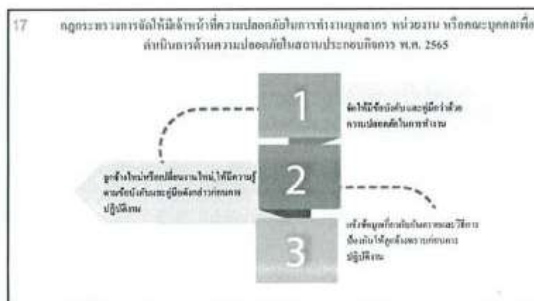 17
กฎกระทรวงการจัดให้มีเจ้าหน้าที่ความปลอดภัยในการทำงานบุคลากร หน่วยงาน หรือคณะบุคคลเพื่อ
ดำเนินการด้านความปลอดภัยในสถานประกอบกิจการ พ.ศ. 2565
1
จัดให้มีข้อบังคับ และคู่มือว่าด้วย
ความปลอดภัยในการทำงาน
2
ลูกจ้างใหม่หรือเปลี่ยนงานใหม่, ให้มีความรู้
ตามข้อบังคับและคู่มือดังกล่าวก่อนการ
ปฏิบัติงาน
3
แจ้งข้อมูลเกี่ยวกับอันตรายและวิธีการ
ป้องกันให้ลูกจ้างทราบก่อนการ
ปฏิบัติงาน